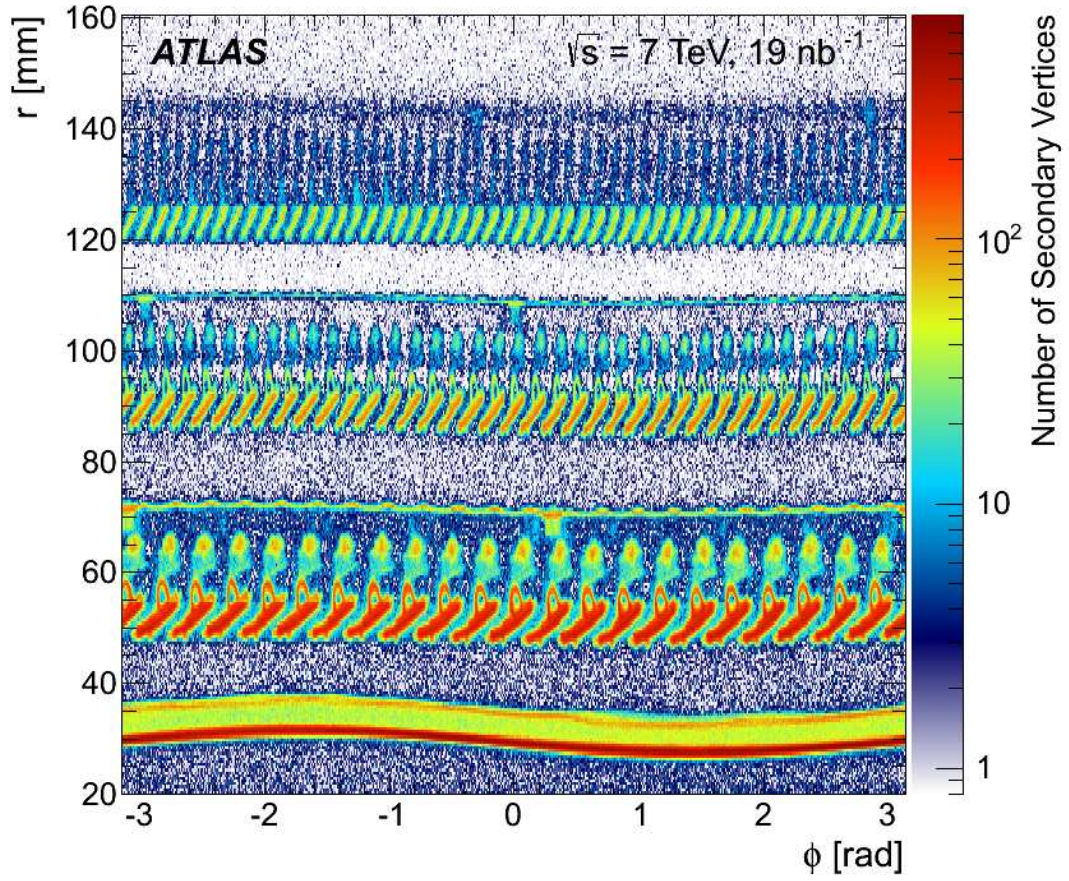 ATLAS
√s = 7 TeV, 19 nb⁻¹
r [mm]
160
140
120
100
80
60
40
20
-3 -2 -1 0 1 2 3
ϕ [rad]
10²
10
1
Number of Secondary Vertices